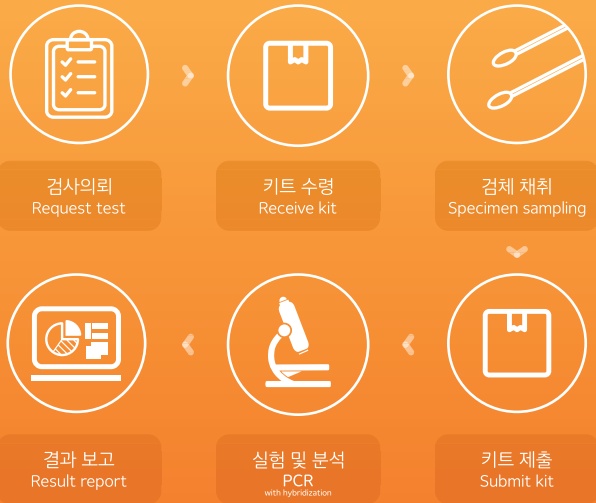 검사의뢰
Request test
키트 수령
Receive kit
검체 채취
Specimen sampling
키트 제출
Submit kit
실험 및 분석
PCR
with hybridization
결과 보고
Result report